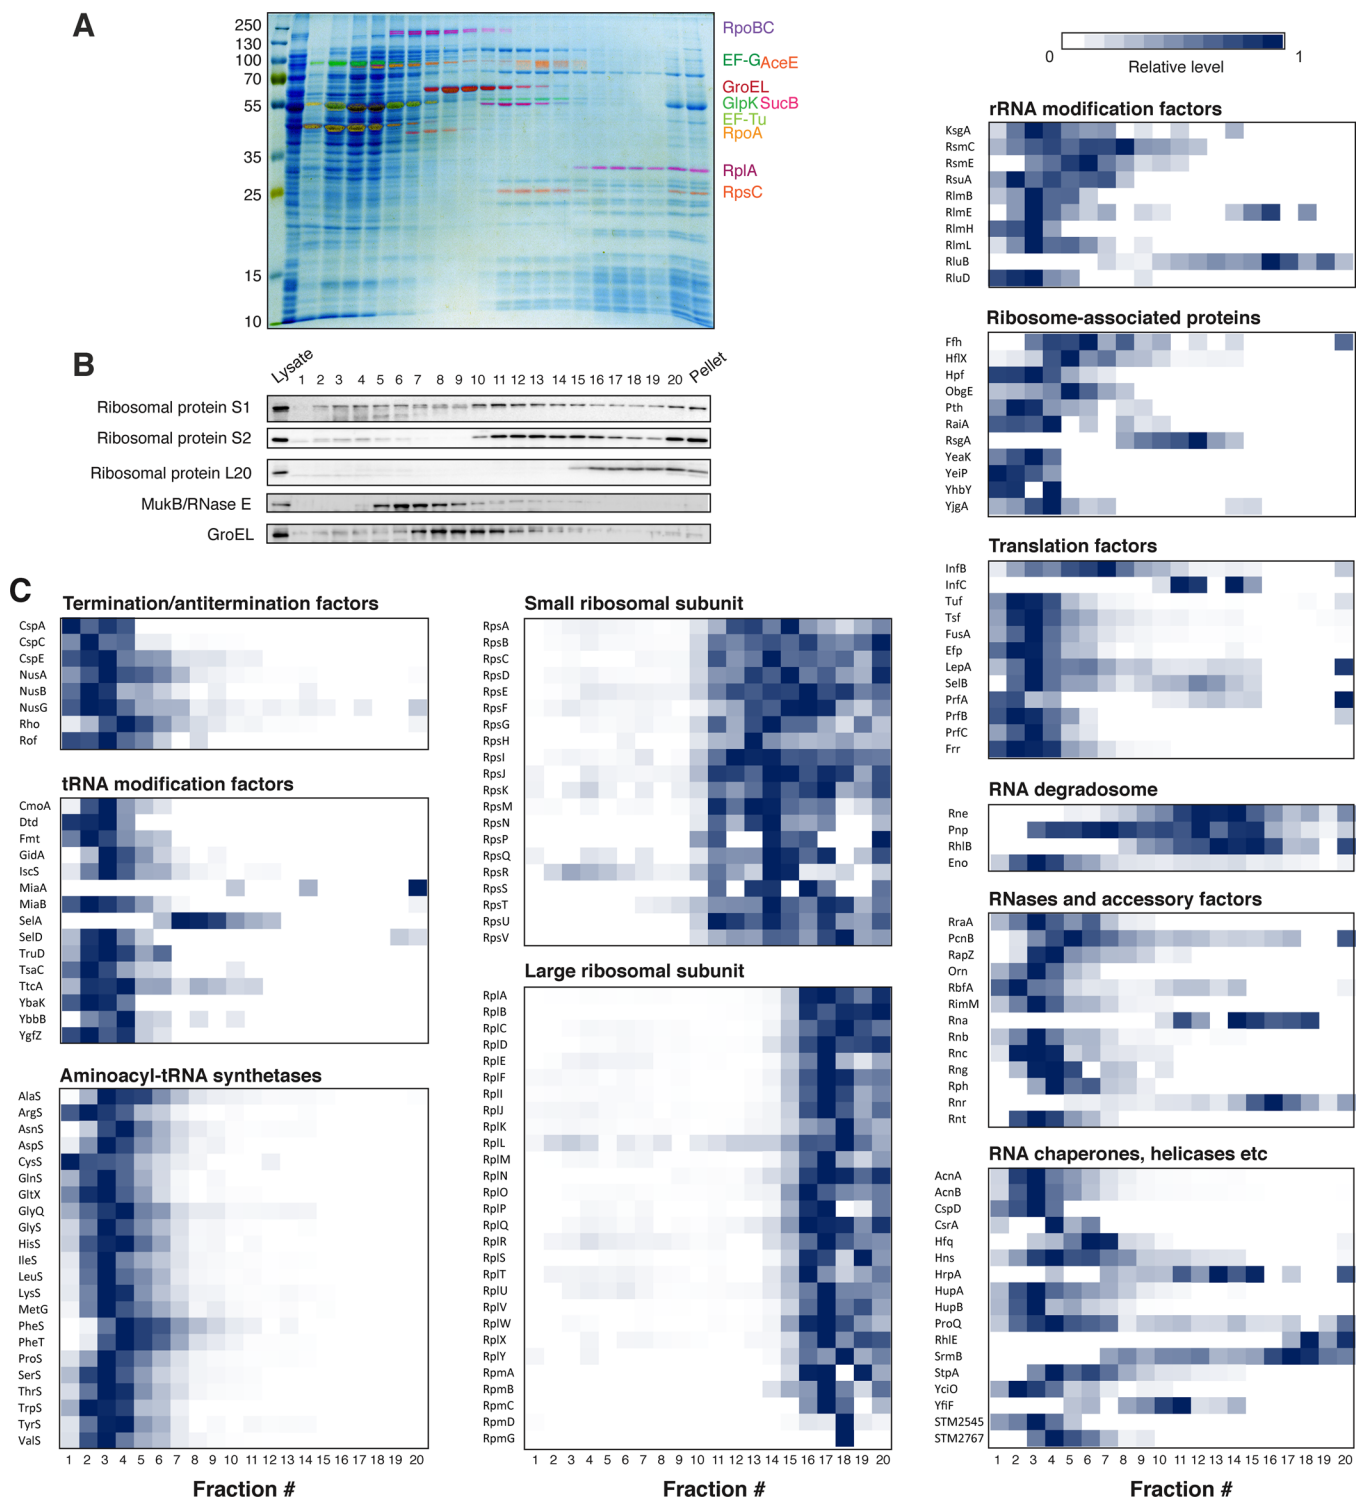 A
250
130
100
70
55
35
25
15
10
RpoBC
EF-G AceE
GroEL
GlpK SucB
EF-Tu
RpoA
RplA
RpsC
B
Lysate 1 2 3 4 5 6 7 8 9 10 11 12 13 14 15 16 17 18 19 20 Pellet
Ribosomal protein S1
Ribosomal protein S2
Ribosomal protein L20
MukB/RNase E
GroEL
C
Termination/antitermination factors
CspA
CspC
CspE
NusA
NusB
NusG
Rho
Rof
tRNA modification factors
CmoA
Dtd
Fmt
GidA
IscS
MiaA
MiaB
SelA
SelD
TruD
TsaC
TtcA
YbaK
YbbB
YgfZ
Aminoacyl-tRNA synthetases
AlaS
ArgS
AsnS
AspS
CysS
GlnS
GltX
GlyQ
GlyS
HisS
IleS
LeuS
LysS
MetG
PheS
PheT
ProS
SerS
ThrS
TrpS
TyrS
ValS
1 2 3 4 5 6 7 8 9 10 11 12 13 14 15 16 17 18 19 20
Fraction #
Small ribosomal subunit
RpsA
RpsB
RpsC
RpsD
RpsE
RpsF
RpsG
RpsH
RpsI
RpsJ
RpsK
RpsM
RpsN
RpsP
RpsQ
RpsR
RpsS
RpsT
RpsU
RpsV
Large ribosomal subunit
RplA
RplB
RplC
RplD
RplE
RplF
RplI
RplJ
RplK
RplL
RplM
RplN
RplO
RplP
RplQ
RplR
RplS
RplT
RplU
RplV
RplW
RplX
RplY
RpmA
RpmB
RpmC
RpmD
RpmG
1 2 3 4 5 6 7 8 9 10 11 12 13 14 15 16 17 18 19 20
Fraction #
0 1
Relative level
rRNA modification factors
KsgA
RsmC
RsmE
RsuA
RlmB
RlmE
RlmH
RlmL
RluB
RluD
Ribosome-associated proteins
Ffh
HflX
Hpf
ObgE
Pth
RaiA
RsgA
YeaK
YeiP
YhbY
YjgA
Translation factors
InfB
InfC
Tuf
Tsf
FusA
Efp
LepA
SelB
PrfA
PrfB
PrfC
Frr
RNA degradosome
Rne
Pnp
RhlB
Eno
RNases and accessory factors
RraA
PcnB
RapZ
Orn
RbfA
RimM
Rna
Rnb
Rnc
Rng
Rph
Rnr
Rnt
RNA chaperones, helicases etc
AcnA
AcnB
CspD
CsrA
Hfq
Hns
HrpA
HupA
HupB
ProQ
RhlE
SrmB
StpA
YciO
YfiF
STM2545
STM2767
1 2 3 4 5 6 7 8 9 10 11 12 13 14 15 16 17 18 19 20
Fraction #